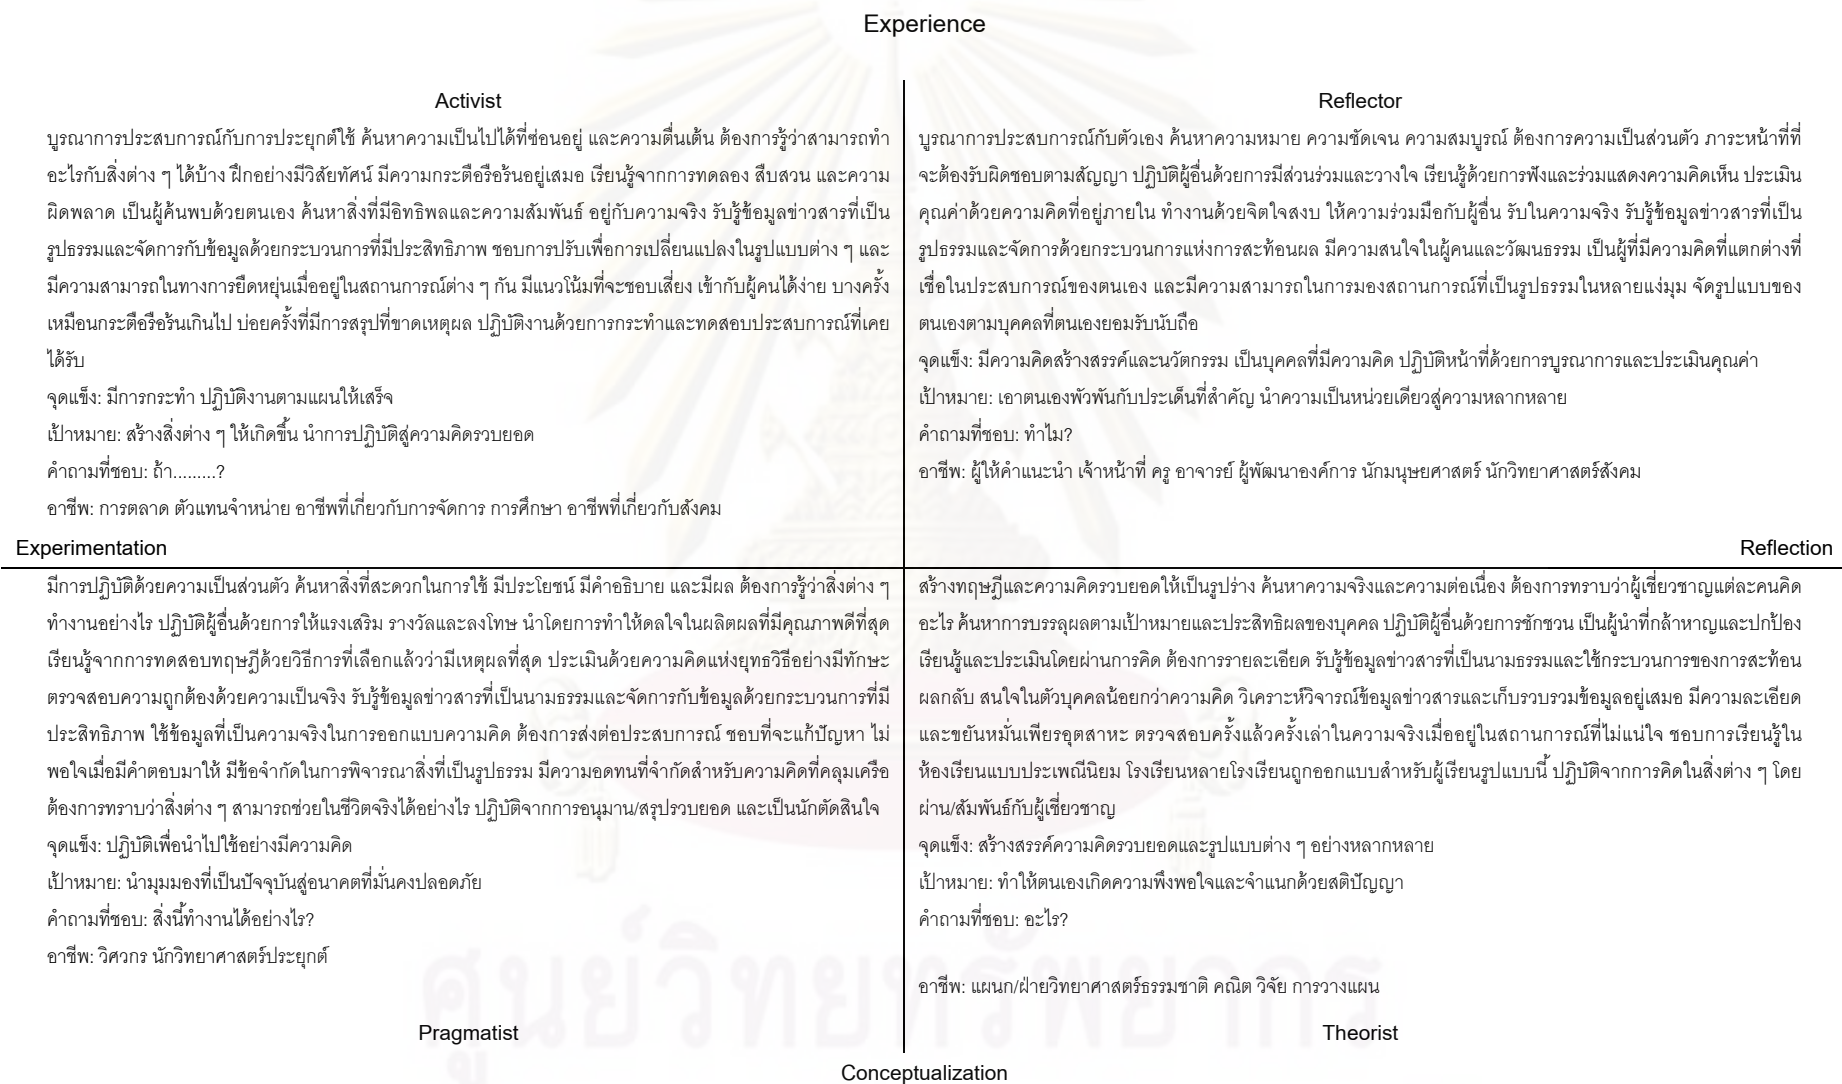 Experience
Activist
บูรณาการประสบการณ์กับการประยุกต์ใช้ ค้นหาความเป็นไปได้ที่ซ่อนอยู่ และความตื่นเต้น ต้องการรู้ว่าสามารถทำ
อะไรกับสิ่งต่าง ๆ ได้บ้าง ฝึกอย่างมีวิสัยทัศน์ มีความกระตือรือร้นอยู่เสมอ เรียนรู้จากการทดลอง สืบสวน และความ
ผิดพลาด เป็นผู้ค้นพบด้วยตนเอง ค้นหาสิ่งที่มีอิทธิพลและความสัมพันธ์ อยู่กับความจริง รับรู้ข้อมูลข่าวสารที่เป็น
รูปธรรมและจัดการกับข้อมูลด้วยกระบวนการที่มีประสิทธิภาพ ชอบการปรับเพื่อการเปลี่ยนแปลงในรูปแบบต่าง ๆ และ
มีความสามารถในทางการยืดหยุ่นเมื่ออยู่ในสถานการณ์ต่าง ๆ กัน มีแนวโน้มที่จะชอบเสี่ยง เข้ากับผู้คนได้ง่าย บางครั้ง
เหมือนกระตือรือร้นเกินไป บ่อยครั้งที่มีการสรุปที่ขาดเหตุผล ปฏิบัติงานด้วยการกระทำและทดสอบประสบการณ์ที่เคย
ได้รับ
จุดแข็ง: มีการกระทำ ปฏิบัติงานตามแผนให้เสร็จ
เป้าหมาย: สร้างสิ่งต่าง ๆ ให้เกิดขึ้น นำการปฏิบัติสู่ความคิดรวบยอด
คำถามที่ชอบ: ถ้า.........?
อาชีพ: การตลาด ตัวแทนจำหน่าย อาชีพที่เกี่ยวกับการจัดการ การศึกษา อาชีพที่เกี่ยวกับสังคม
Reflector
บูรณาการประสบการณ์กับตัวเอง ค้นหาความหมาย ความชัดเจน ความสมบูรณ์ ต้องการความเป็นส่วนตัว ภาระหน้าที่ที่
จะต้องรับผิดชอบตามสัญญา ปฏิบัติผู้อื่นด้วยการมีส่วนร่วมและวางใจ เรียนรู้ด้วยการฟังและร่วมแสดงความคิดเห็น ประเมิน
คุณค่าด้วยความคิดที่อยู่ภายใน ทำงานด้วยจิตใจสงบ ให้ความร่วมมือกับผู้อื่น รับในความจริง รับรู้ข้อมูลข่าวสารที่เป็น
รูปธรรมและจัดการด้วยกระบวนการแห่งการสะท้อนผล มีความสนใจในผู้คนและวัฒนธรรม เป็นผู้ที่มีความคิดที่แตกต่างที่
เชื่อในประสบการณ์ของตนเอง และมีความสามารถในการมองสถานการณ์ที่เป็นรูปธรรมในหลายแง่มุม จัดรูปแบบของ
ตนเองตามบุคคลที่ตนเองยอมรับนับถือ
จุดแข็ง: มีความคิดสร้างสรรค์และนวัตกรรม เป็นบุคคลที่มีความคิด ปฏิบัติหน้าที่ด้วยการบูรณาการและประเมินคุณค่า
เป้าหมาย: เอาตนเองพัวพันกับประเด็นที่สำคัญ นำความเป็นหน่วยเดียวสู่ความหลากหลาย
คำถามที่ชอบ: ทำไม?
อาชีพ: ผู้ให้คำแนะนำ เจ้าหน้าที่ ครู อาจารย์ ผู้พัฒนาองค์การ นักมนุษยศาสตร์ นักวิทยาศาสตร์สังคม
Experimentation
Reflection
มีการปฏิบัติด้วยความเป็นส่วนตัว ค้นหาสิ่งที่สะดวกในการใช้ มีประโยชน์ มีคำอธิบาย และมีผล ต้องการรู้ว่าสิ่งต่าง ๆ
ทำงานอย่างไร ปฏิบัติผู้อื่นด้วยการให้แรงเสริม รางวัลและลงโทษ นำโดยการทำให้ดลใจในผลิตผลที่มีคุณภาพดีที่สุด
เรียนรู้จากการทดสอบทฤษฎีด้วยวิธีการที่เลือกแล้วว่ามีเหตุผลที่สุด ประเมินด้วยความคิดแห่งยุทธวิธีอย่างมีทักษะ
ตรวจสอบความถูกต้องด้วยความเป็นจริง รับรู้ข้อมูลข่าวสารที่เป็นนามธรรมและจัดการกับข้อมูลด้วยกระบวนการที่มี
ประสิทธิภาพ ใช้ข้อมูลที่เป็นความจริงในการออกแบบความคิด ต้องการส่งต่อประสบการณ์ ชอบที่จะแก้ปัญหา ไม่
พอใจเมื่อมีคำตอบมาให้ มีข้อจำกัดในการพิจารณาสิ่งที่เป็นรูปธรรม มีความอดทนที่จำกัดสำหรับความคิดที่คลุมเครือ
ต้องการทราบว่าสิ่งต่าง ๆ สามารถช่วยในชีวิตจริงได้อย่างไร ปฏิบัติจากการอนุมาน/สรุปรวบยอด และเป็นนักตัดสินใจ
จุดแข็ง: ปฏิบัติเพื่อนำไปใช้อย่างมีความคิด
เป้าหมาย: นำมุมมองที่เป็นปัจจุบันสู่อนาคตที่มั่นคงปลอดภัย
คำถามที่ชอบ: สิ่งนี้ทำงานได้อย่างไร?
อาชีพ: วิศวกร นักวิทยาศาสตร์ประยุกต์
Pragmatist
สร้างทฤษฎีและความคิดรวบยอดให้เป็นรูปร่าง ค้นหาความจริงและความต่อเนื่อง ต้องการทราบว่าผู้เชี่ยวชาญแต่ละคนคิด
อะไร ค้นหาการบรรลุผลตามเป้าหมายและประสิทธิผลของบุคคล ปฏิบัติผู้อื่นด้วยการชักชวน เป็นผู้นำที่กล้าหาญและปกป้อง
เรียนรู้และประเมินโดยผ่านการคิด ต้องการรายละเอียด รับรู้ข้อมูลข่าวสารที่เป็นนามธรรมและใช้กระบวนการของการสะท้อน
ผลกลับ สนใจในตัวบุคคลน้อยกว่าความคิด วิเคราะห์วิจารณ์ข้อมูลข่าวสารและเก็บรวบรวมข้อมูลอยู่เสมอ มีความละเอียด
และขยันหมั่นเพียรอุตสาหะ ตรวจสอบครั้งแล้วครั้งเล่าในความจริงเมื่ออยู่ในสถานการณ์ที่ไม่แน่ใจ ชอบการเรียนรู้ใน
ห้องเรียนแบบประเพณีนิยม โรงเรียนหลายโรงเรียนถูกออกแบบสำหรับผู้เรียนรูปแบบนี้ ปฏิบัติจากการคิดในสิ่งต่าง ๆ โดย
ผ่าน/สัมพันธ์กับผู้เชี่ยวชาญ
จุดแข็ง: สร้างสรรค์ความคิดรวบยอดและรูปแบบต่าง ๆ อย่างหลากหลาย
เป้าหมาย: ทำให้ตนเองเกิดความพึงพอใจและจำแนกด้วยสติปัญญา
คำถามที่ชอบ: อะไร?
อาชีพ: แผนก/ฝ่ายวิทยาศาสตร์ธรรมชาติ คณิต วิจัย การวางแผน
Theorist
Conceptualization
ศูนย์วิทยทรัพยากร